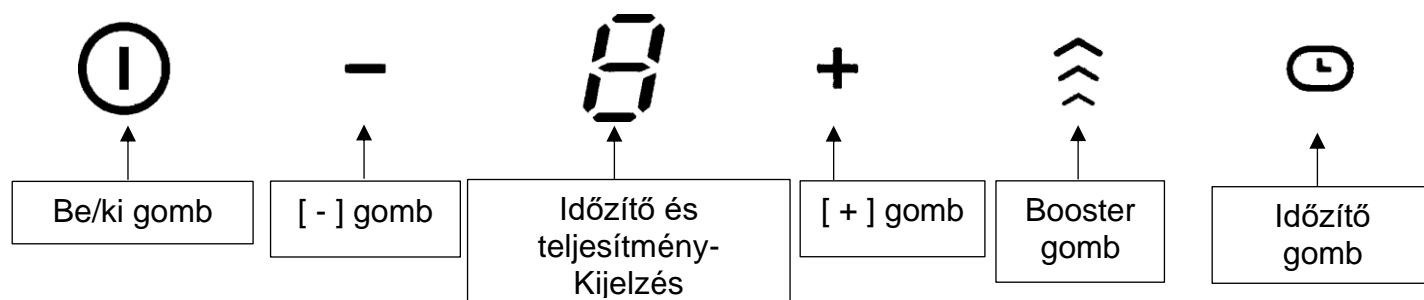 Be/ki gomb
[ - ] gomb
Időzítő és
teljesítmény-
Kijelzés
[ + ] gomb
Booster
gomb
Időzítő
gomb